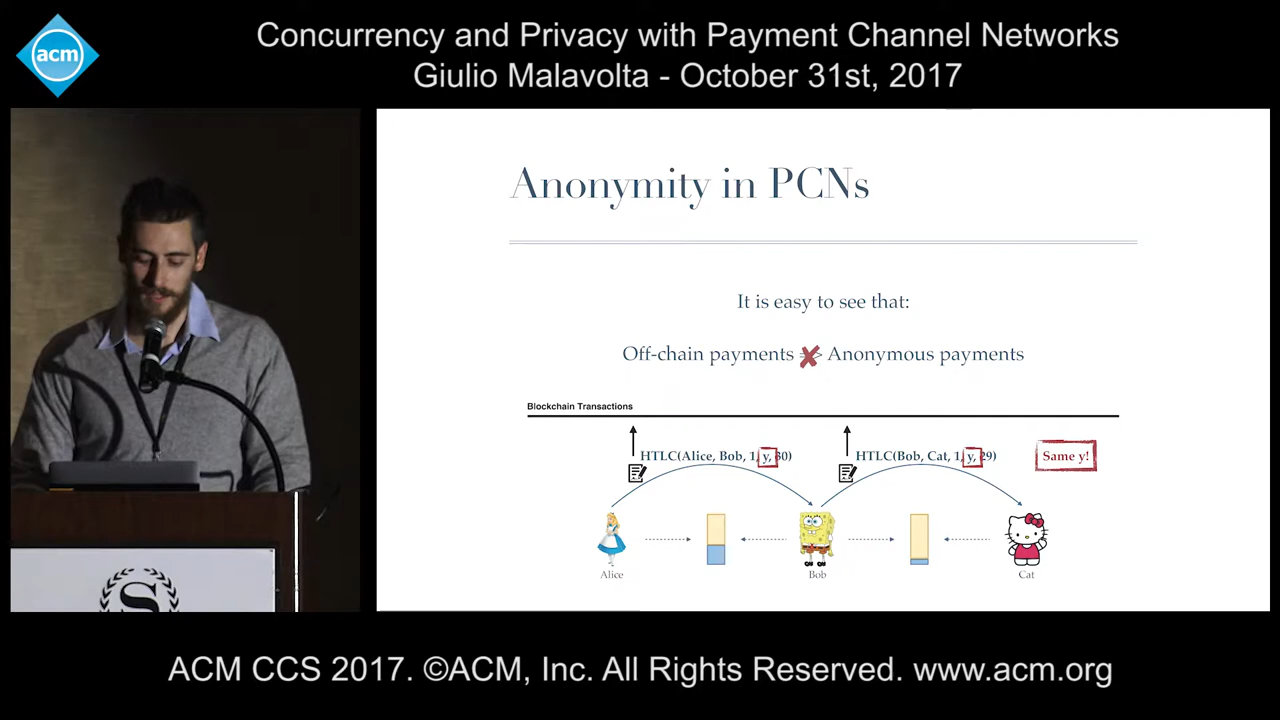 acm
Concurrency and Privacy with Payment Channel Networks
Giulio Malavolta - October 31st, 2017
Anonymity in PCNs
It is easy to see that:
Off-chain payments => Anonymous payments
Blockchain Transactions
HTLC(Alice, Bob, 1, y, 30)
HTLC(Bob, Cat, 1, y, 29)
Same y!
Alice
Bob
Cat
S
ACM CCS 2017. ©ACM, Inc. All Rights Reserved. www.acm.org